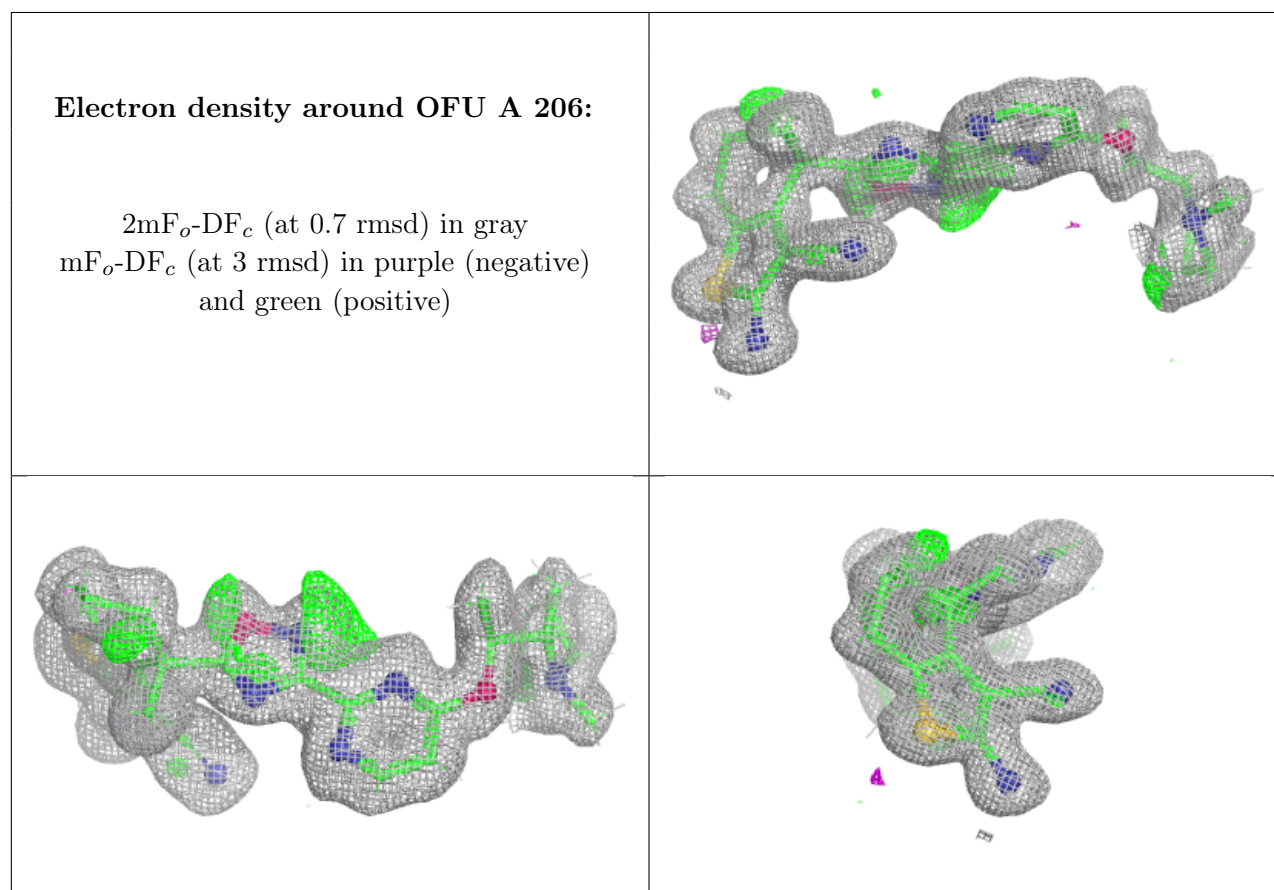 Electron density around OFU A 206:
2mFₒ-DF𝒸 (at 0.7 rmsd) in gray
mFₒ-DF𝒸 (at 3 rmsd) in purple (negative)
and green (positive)